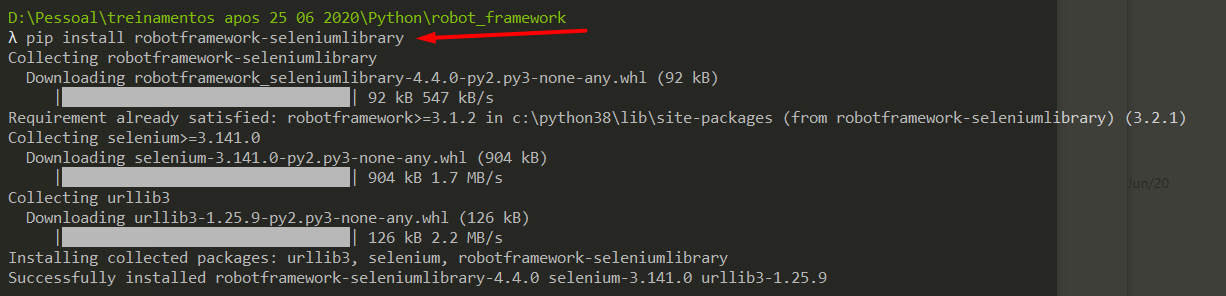 D:\Pessoal\treinamentos apos 25 06 2020\Python\robot_framework
λ pip install robotframework-seleniumlibrary
Collecting robotframework-seleniumlibrary
  Downloading robotframework_seleniumlibrary-4.4.0-py2.py3-none-any.whl (92 kB)
     | | 92 kB 547 kB/s
Requirement already satisfied: robotframework>=3.1.2 in c:\python38\lib\site-packages (from robotframework-seleniumlibrary) (3.2.1)
Collecting selenium>=3.141.0
  Downloading selenium-3.141.0-py2.py3-none-any.whl (904 kB)
     | | 904 kB 1.7 MB/s
Jun/20
Collecting urllib3
  Downloading urllib3-1.25.9-py2.py3-none-any.whl (126 kB)
     | | 126 kB 2.2 MB/s
Installing collected packages: urllib3, selenium, robotframework-seleniumlibrary
Successfully installed robotframework-seleniumlibrary-4.4.0 selenium-3.141.0 urllib3-1.25.9